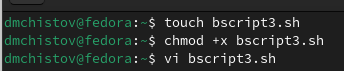 dmchistov@fedora:~$ touch bscript3.sh
dmchistov@fedora:~$ chmod +x bscript3.sh
dmchistov@fedora:~$ vi bscript3.sh